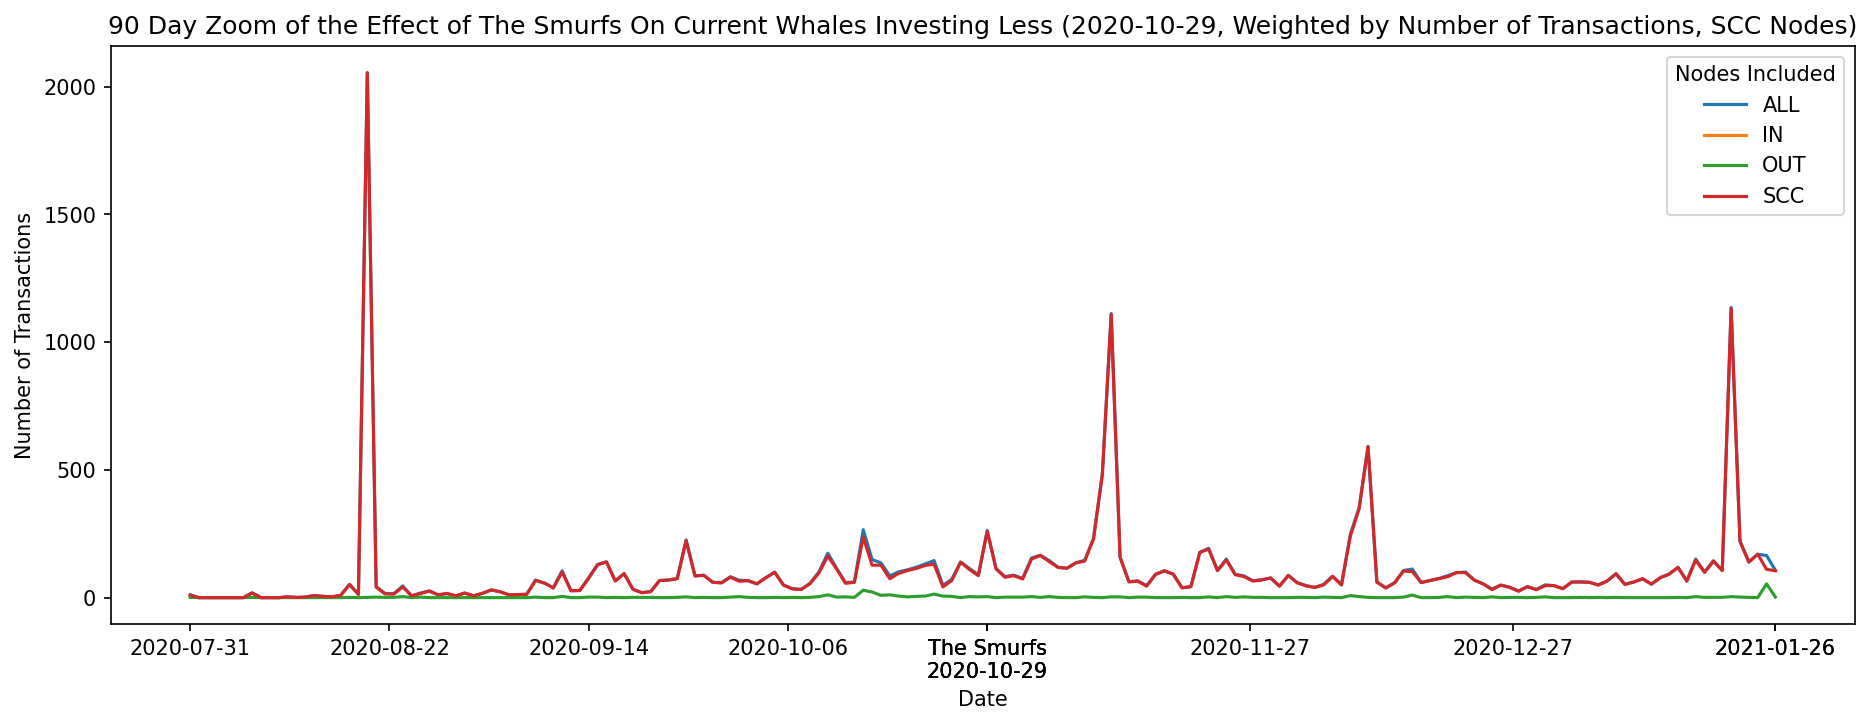 90 Day Zoom of the Effect of The Smurfs On Current Whales Investing Less (2020-10-29, Weighted by Number of Transactions, SCC Nodes)
Nodes Included
ALL
IN
OUT
SCC
Number of Transactions
2000
1500
1000
500
0
2020-07-31
2020-08-22
2020-09-14
2020-10-06
The Smurfs
2020-10-29
2020-11-27
2020-12-27
2021-01-26
Date